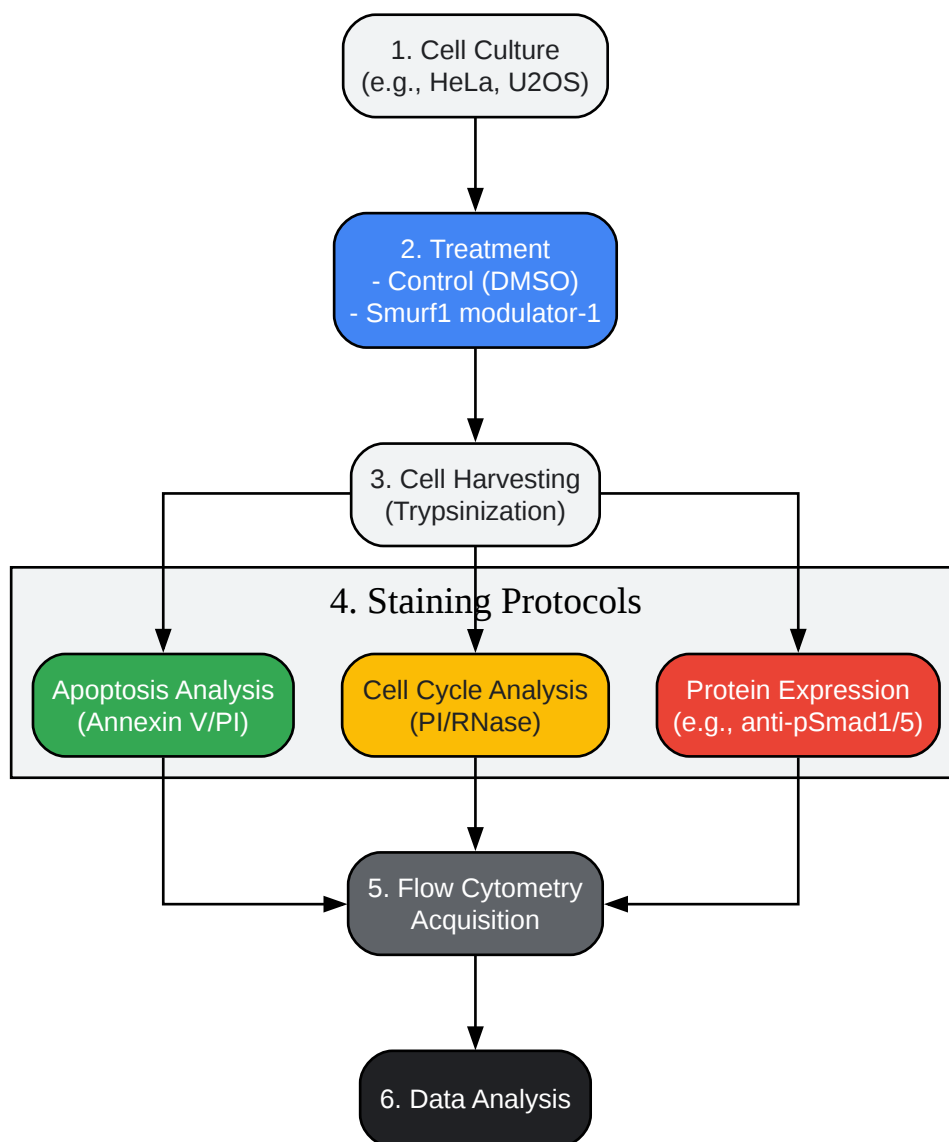 1. Cell Culture
(e.g., HeLa, U2OS)
2. Treatment
- Control (DMSO)
- Smurf1 modulator-1
3. Cell Harvesting
(Trypsinization)
4. Staining Protocols
Apoptosis Analysis
(Annexin V/PI)
Cell Cycle Analysis
(PI/RNase)
Protein Expression
(e.g., anti-pSmad1/5)
5. Flow Cytometry
Acquisition
6. Data Analysis